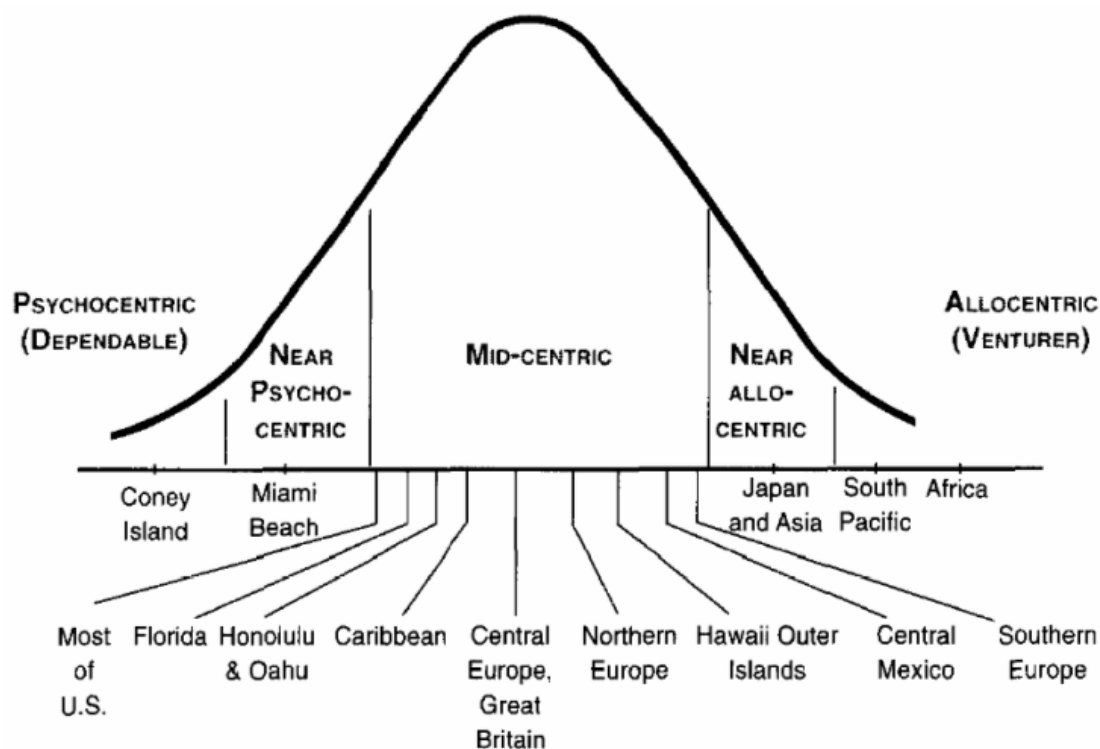 PSYCHOCENTRIC
(DEPENDABLE)
NEAR
PSYCHO-
CENTRIC
MID-CENTRIC
NEAR
ALLO-
CENTRIC
ALLOCENTRIC
(VENTURER)
Coney
Island
Miami
Beach
Japan
and Asia
South
Pacific
Africa
Most
of
U.S.
Florida
Honolulu
& Oahu
Caribbean
Central
Europe,
Great
Britain
Northern
Europe
Hawaii Outer
Islands
Central
Mexico
Southern
Europe